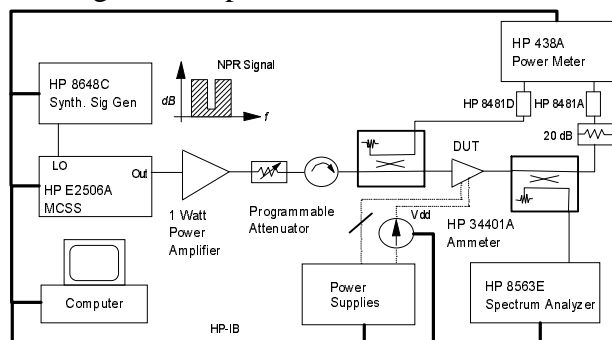 HP 438A
Power Meter
HP 8648C
Synth. Sig Gen
NPR Signal
dB
f
HP 8481D
HP 8481A
20 dB
LO
Out
HP E2506A
MCSS
DUT
1 Watt
Power
Amplifier
Programmable
Attenuator
Vdd
HP 34401A
Ammeter
Computer
Power
Supplies
HP 8563E
Spectrum Analyzer
HP-IB